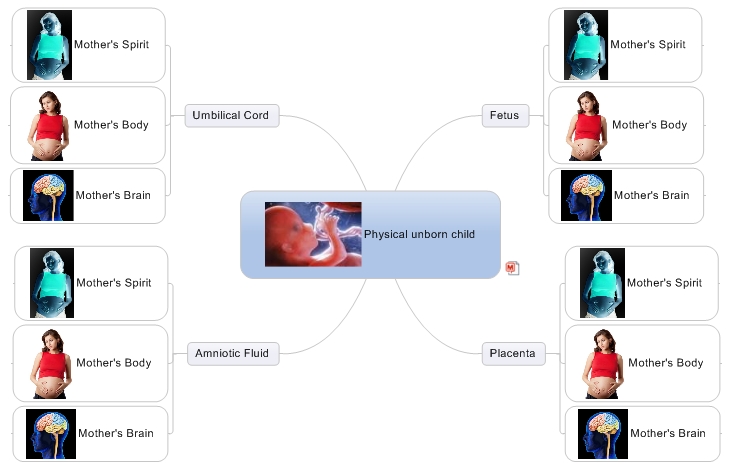 Mother's Spirit
Mother's Body
Mother's Brain
Umbilical Cord
Fetus
Mother's Spirit
Mother's Body
Mother's Brain
Physical unborn child
Mother's Spirit
Mother's Body
Mother's Brain
Amniotic Fluid
Placenta
Mother's Spirit
Mother's Body
Mother's Brain